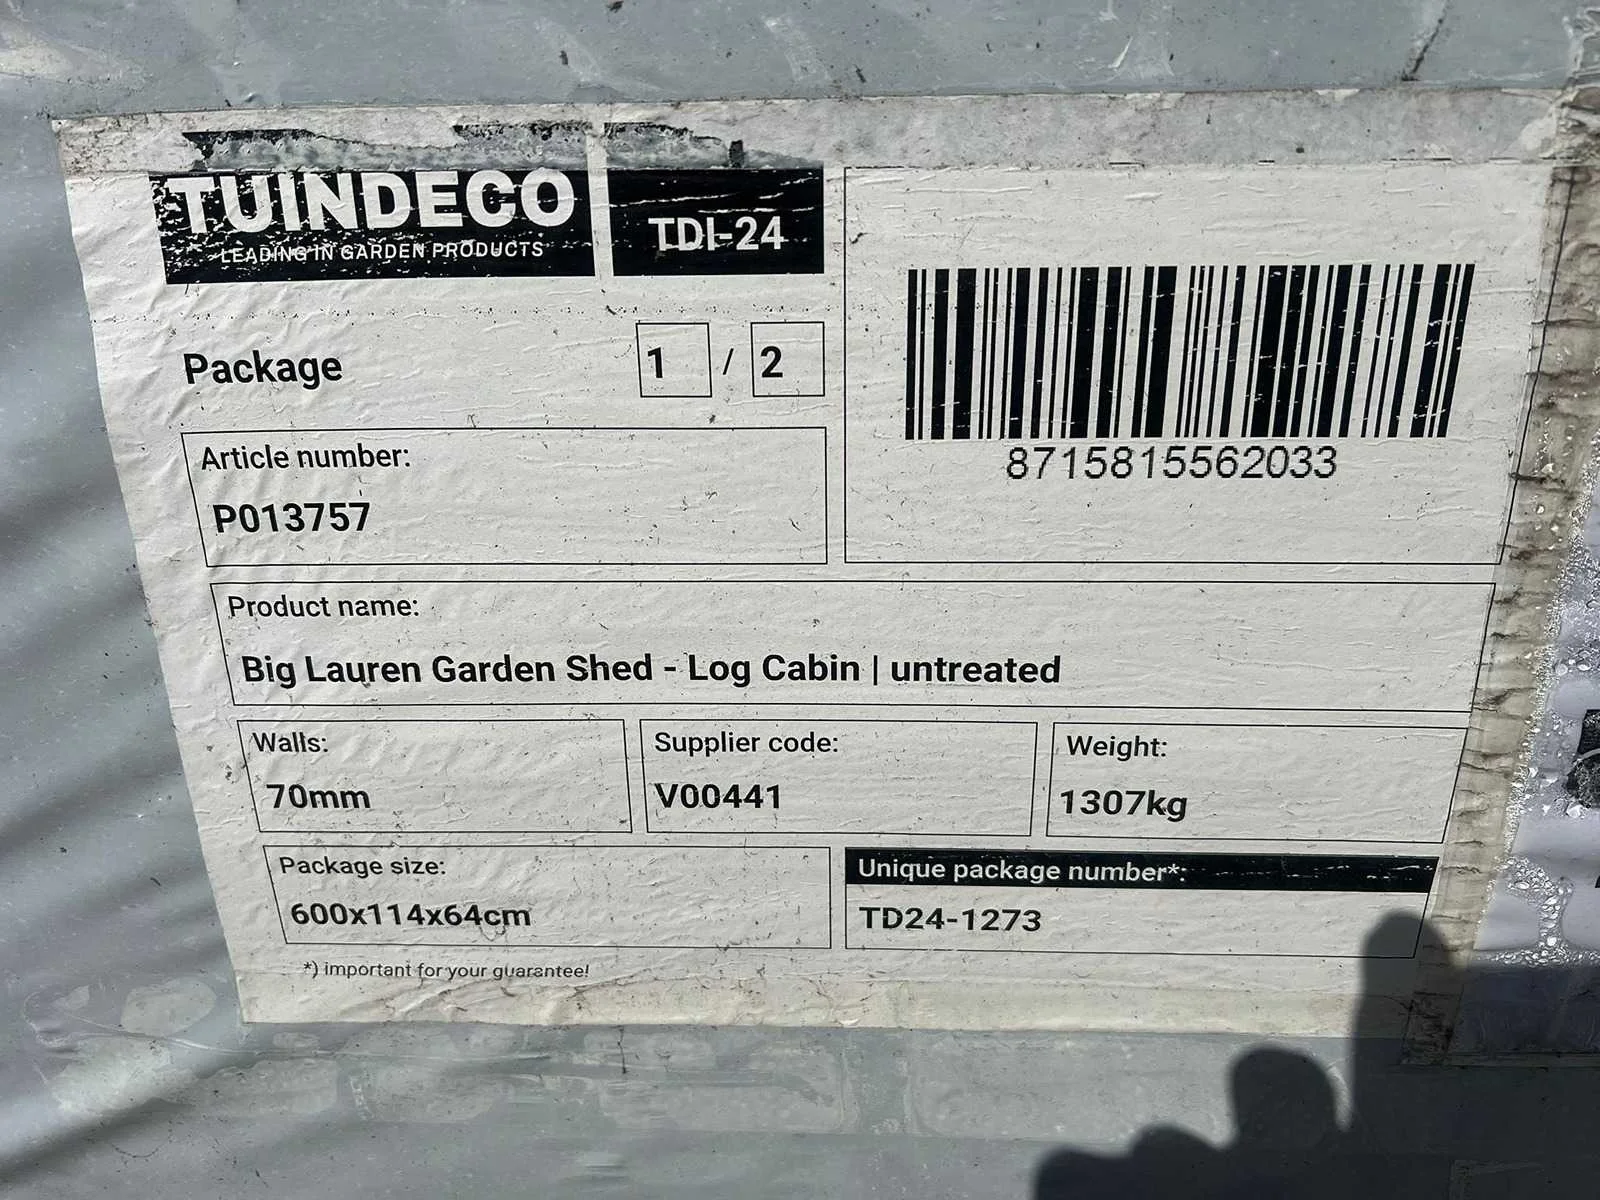 TUINDECO
LEADING IN GARDEN PRODUCTS
TDI-24
Package
1 / 2
8715815562033
Article number:
P013757
Product name:
Big Lauren Garden Shed - Log Cabin | untreated
Walls:
70mm
Supplier code:
V00441
Weight:
1307kg
Package size:
600x114x64cm
Unique package number*:
TD24-1273
*) important for your guarantee!